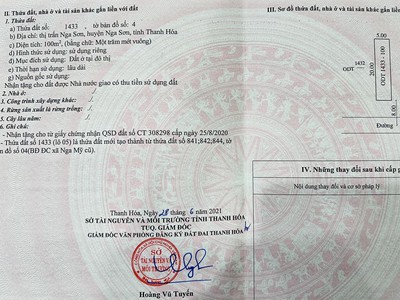 II. Thửa đất, nhà ở và tài sản khác gắn liền với đất
1. Thửa đất:
a) Thửa đất số: 1433 , tờ bản đồ số: 4
b) Địa chỉ: thị trấn Nga Sơn, huyện Nga Sơn, tỉnh Thanh Hóa
c) Diện tích: 100m², (bằng chữ: Một trăm mét vuông)
d) Hình thức sử dụng: sử dụng riêng
đ) Mục đích sử dụng: Đất ở tại đô thị
e) Thời hạn sử dụng: lâu dài
g) Nguồn gốc sử dụng:
Nhận tặng cho đất được Nhà nước giao có thu tiền sử dụng đất
2. Nhà ở: ./.
3. Công trình xây dựng khác: ./.
4. Rừng sản xuất là rừng trồng: ./.
5. Cây lâu năm: ./.
6. Ghi chú:
- Nhận tặng cho từ giấy chứng nhận QSD đất số CT 308298 cấp ngày 25/8/2020
- Thửa đất số 1433 (lô 05) là thửa đất mới tạo thành từ thửa đất số 841;842;844, tờ
đồ số 04(BĐ ĐC xã Nga Mỹ cũ).
Thanh Hóa, Ngày 28 tháng 6 năm 2021
SỞ TÀI NGUYÊN VÀ MÔI TRƯỜNG TỈNH THANH HÓA
TUQ. GIÁM ĐỐC
GIÁM ĐỐC VĂN PHÒNG ĐĂNG KÝ ĐẤT ĐAI THANH HÓA
SỞ
TÀI NGUYÊN VÀ
MÔI TRƯỜNG
Hoàng Vũ Tuyển
III. Sơ đồ thửa đất, nhà ở và tài sản khác
5.00
ODT
20.00
ODT 1433 - 100
8.00
Đường
IV. Những thay đổi sau khi cấp g
Nội dung thay đổi và cơ sở pháp lý